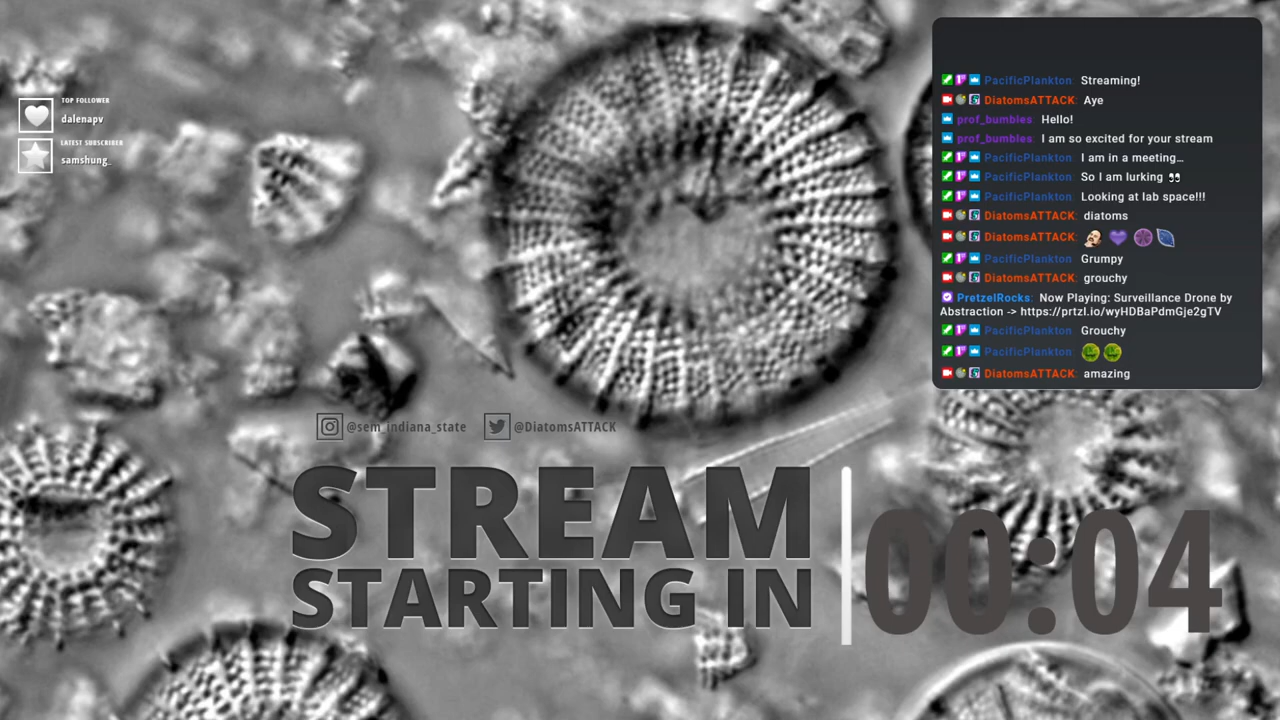 TOP FOLLOWER
dalenapv
LATEST SUBSCRIBER
samshung_
PacificPlankton: Streaming!
DiatomsATTACK: Aye
prof_bumbles: Hello!
prof_bumbles: I am so excited for your stream
PacificPlankton: I am in a meeting…
PacificPlankton: So I am lurking 👀
PacificPlankton: Looking at lab space!!!
DiatomsATTACK: diatoms
DiatomsATTACK:
PacificPlankton: Grumpy
DiatomsATTACK: grouchy
PretzelRocks: Now Playing: Surveillance Drone by
Abstraction -> https://prtzl.io/wyHDBaPdmGje2gTV
PacificPlankton: Grouchy
PacificPlankton:
DiatomsATTACK: amazing
@sem_indiana_state @DiatomsATTACK
STREAM
STARTING IN
00:04